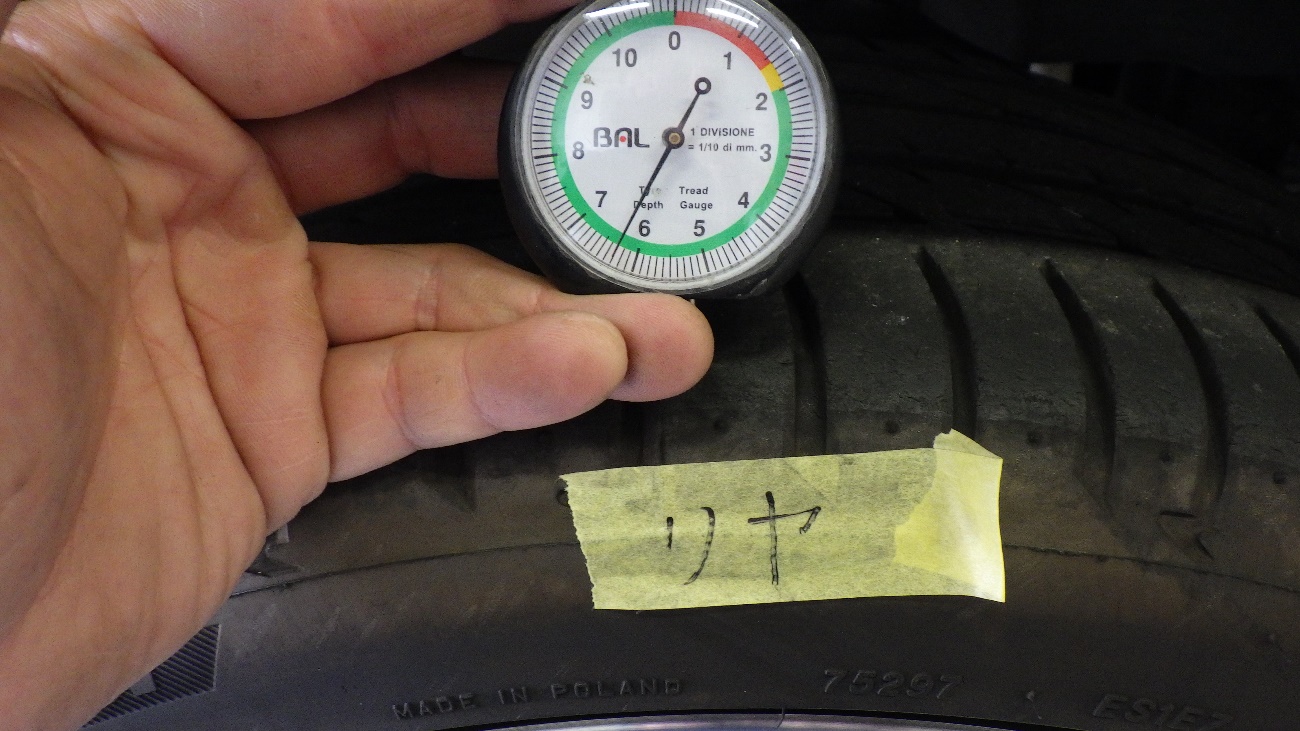 0
1
2
3
4
5
6
7
8
9
10
BAL
1 DIVISIONE
= 1/10 di mm.
Tyre Tread
Depth Gauge
リヤ
MADE IN POLAND
75297